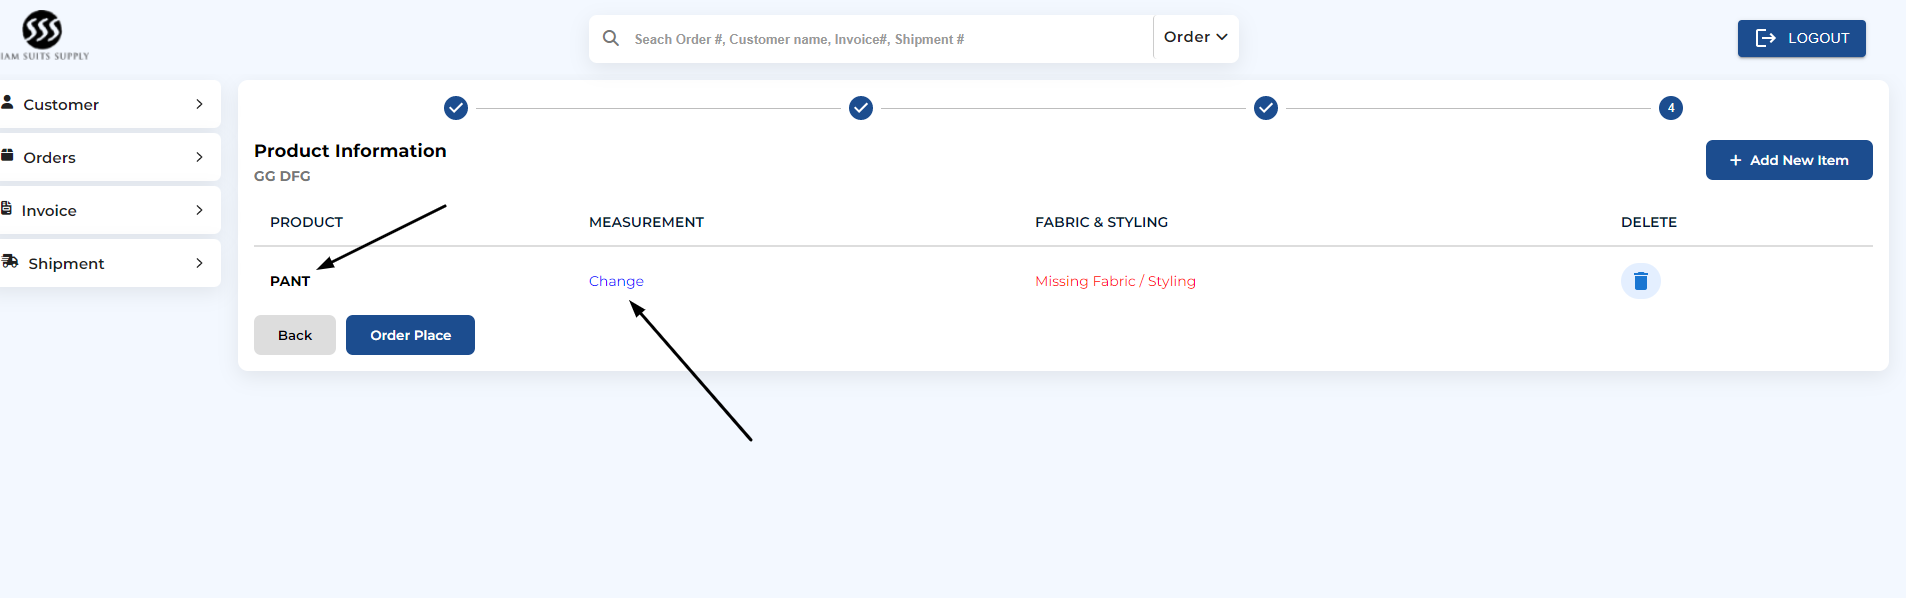 SSS
IAM SUITS SUPPLY
Seach Order #, Customer name, Invoice#, Shipment #
Order
LOGOUT
Customer
Orders
Invoice
Shipment
4
Product Information
GG DFG
+ Add New Item
PRODUCT MEASUREMENT FABRIC & STYLING DELETE
PANT Change Missing Fabric / Styling
Back Order Place